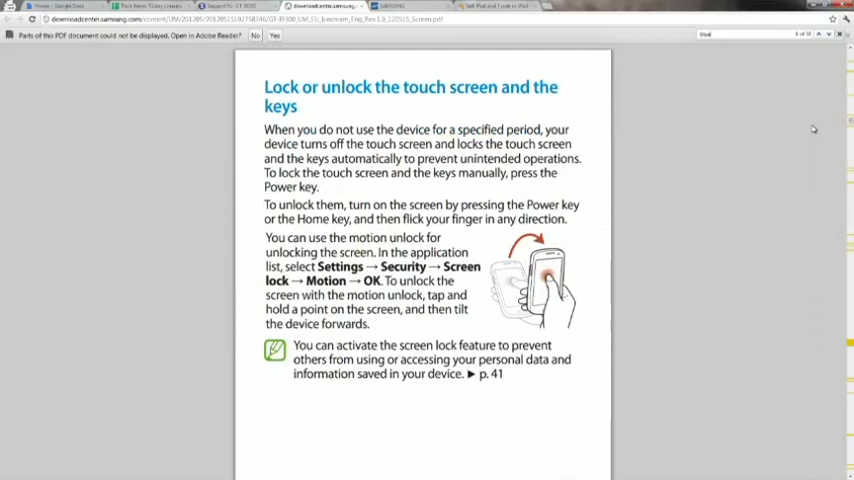 Home - Google Docs
downloadcenter.samsung.com
SAMSUNG
Parts of this PDF document could not be displayed. Open in Adobe Reader? No Yes
blue
Lock or unlock the touch screen and the
keys
When you do not use the device for a specified period, your
device turns off the touch screen and locks the touch screen
and the keys automatically to prevent unintended operations.
To lock the touch screen and the keys manually, press the
Power key.
To unlock them, turn on the screen by pressing the Power key
or the Home key, and then flick your finger in any direction.
You can use the motion unlock for
unlocking the screen. In the application
list, select Settings → Security → Screen
lock → Motion → OK. To unlock the
screen with the motion unlock, tap and
hold a point on the screen, and then tilt
the device forwards.
You can activate the screen lock feature to prevent
others from using or accessing your personal data and
information saved in your device. ► p. 41